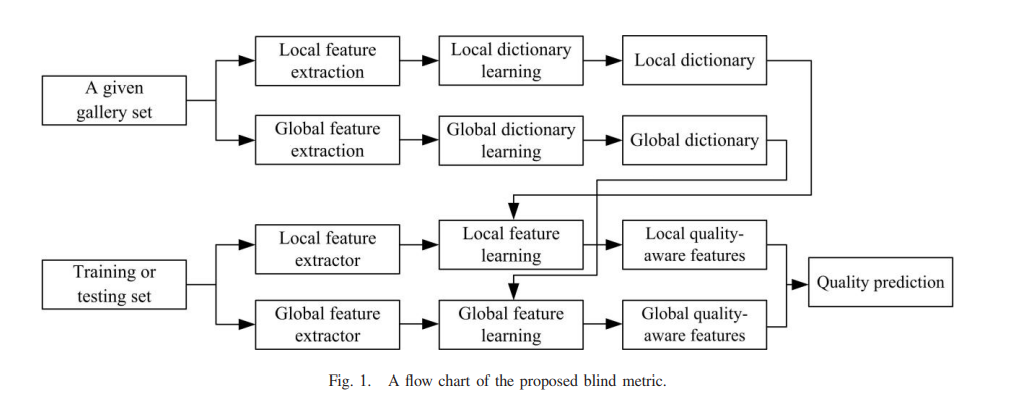 Local feature
extraction
Local dictionary
learning
Local dictionary
A given
gallery set
Global feature
extraction
Global dictionary
learning
Global dictionary
Local feature
extractor
Local feature
learning
Local quality-
aware features
Training or
testing set
Quality prediction
Global feature
extractor
Global feature
learning
Global quality-
aware features
Fig. 1. A flow chart of the proposed blind metric.